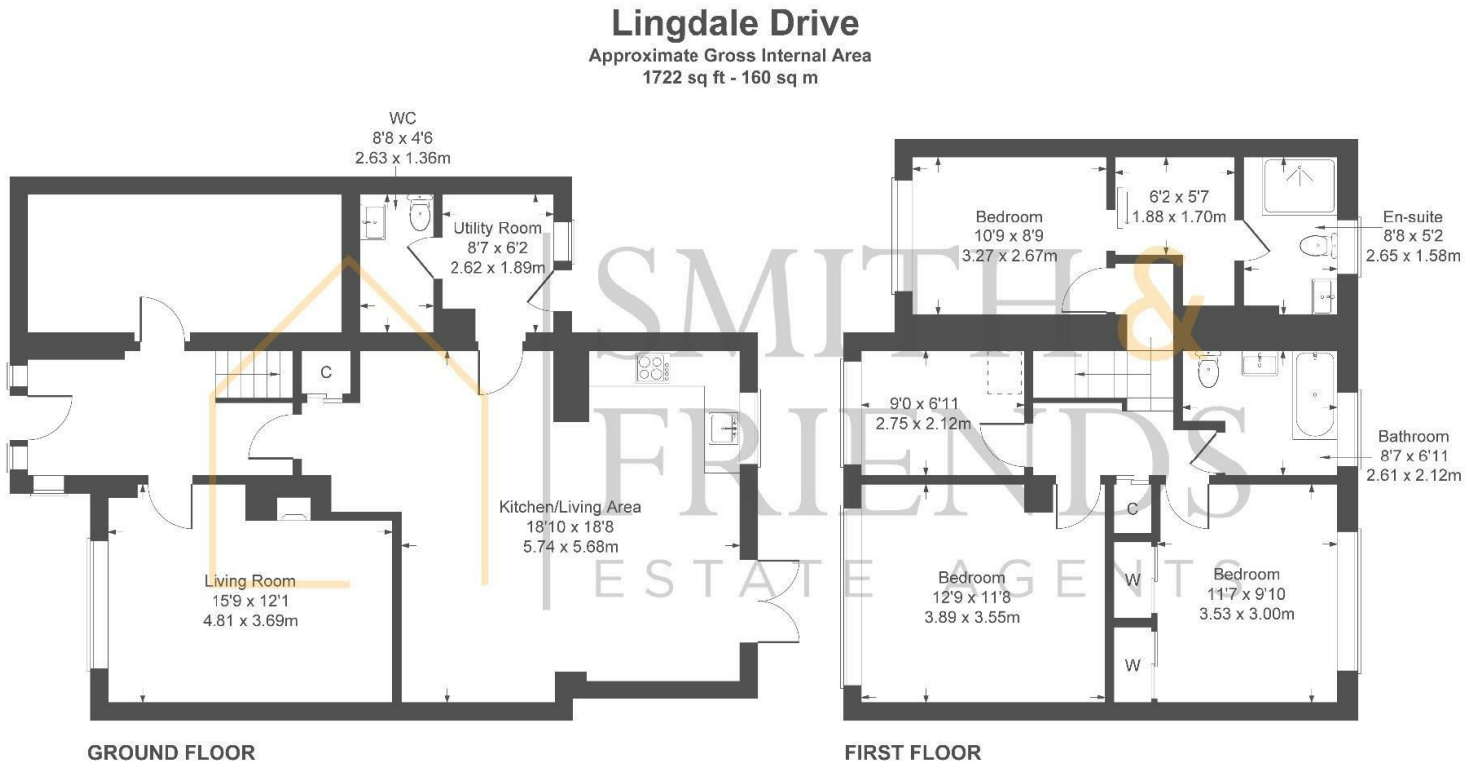 Lingdale Drive
Approximate Gross Internal Area
1722 sq ft - 160 sq m
WC
8'8 x 4'6
2.63 x 1.36m
Utility Room
8'7 x 6'2
2.62 x 1.89m
C
Kitchen/Living Area
18'10 x 18'8
5.74 x 5.68m
Living Room
15'9 x 12'1
4.81 x 3.69m
GROUND FLOOR
Bedroom
10'9 x 8'9
3.27 x 2.67m
6'2 x 5'7
1.88 x 1.70m
En-suite
8'8 x 5'2
2.65 x 1.58m
9'0 x 6'11
2.75 x 2.12m
Bathroom
8'7 x 6'11
2.61 x 2.12m
C
W
W
Bedroom
12'9 x 11'8
3.89 x 3.55m
Bedroom
11'7 x 9'10
3.53 x 3.00m
FIRST FLOOR
SMITH &
FRIENDS
ESTATE AGENTS